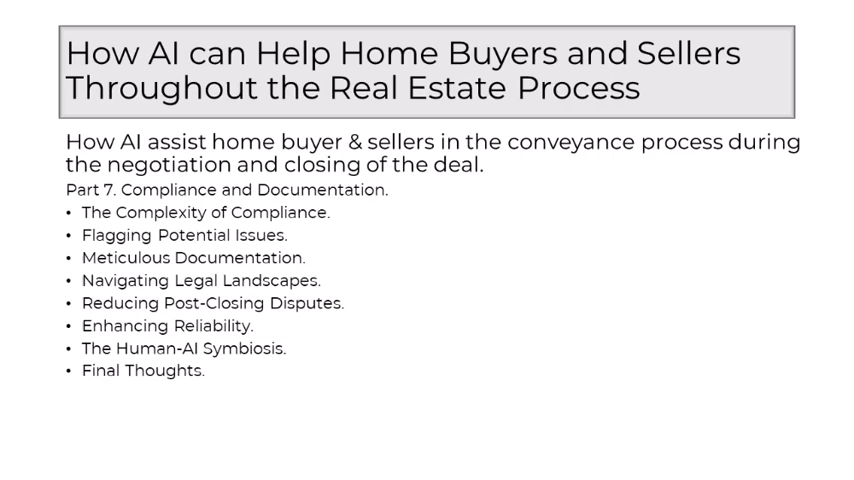 How AI can Help Home Buyers and Sellers
Throughout the Real Estate Process
How AI assist home buyer & sellers in the conveyance process during
the negotiation and closing of the deal.
Part 7. Compliance and Documentation.
• The Complexity of Compliance.
• Flagging Potential Issues.
• Meticulous Documentation.
• Navigating Legal Landscapes.
• Reducing Post-Closing Disputes.
• Enhancing Reliability.
• The Human-AI Symbiosis.
• Final Thoughts.